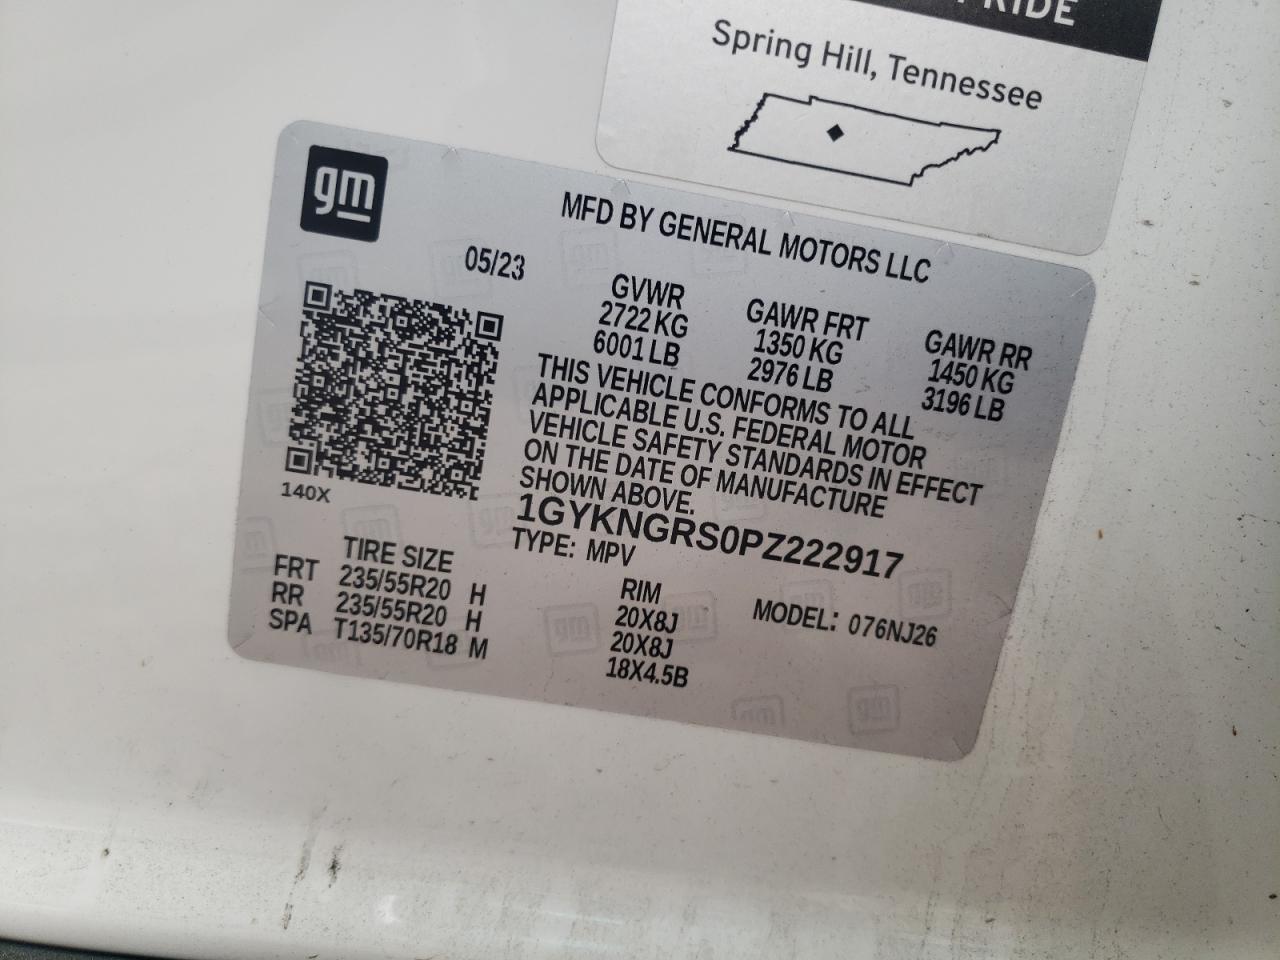 PRIDE
Spring Hill, Tennessee
gm
MFD BY GENERAL MOTORS LLC
05/23
GVWR GAWR FRT GAWR RR
2722 KG 1350 KG 1450 KG
6001 LB 2976 LB 3196 LB
THIS VEHICLE CONFORMS TO ALL
APPLICABLE U.S. FEDERAL MOTOR
VEHICLE SAFETY STANDARDS IN EFFECT
ON THE DATE OF MANUFACTURE
SHOWN ABOVE.
140X
1GYKNGRS0PZ222917
TYPE: MPV
TIRE SIZE RIM
FRT 235/55R20 H 20X8J
RR 235/55R20 H 20X8J
SPA T135/70R18 M 18X4.5B
MODEL: 076NJ26